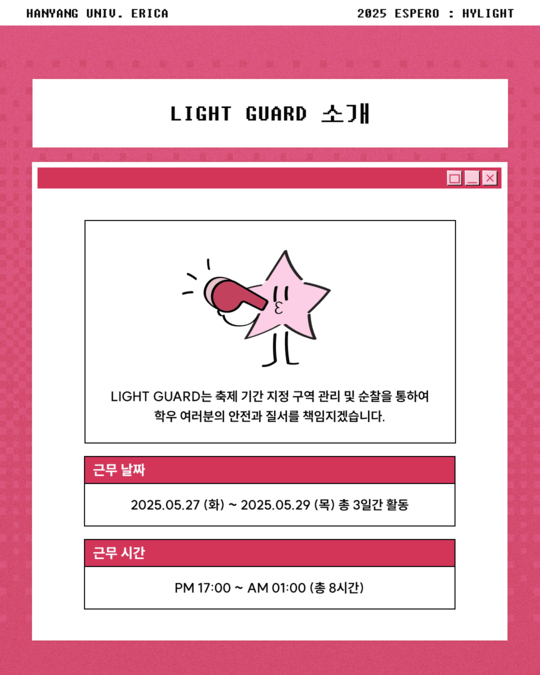 HANYANG UNIV. ERICA
2025 ESPERO : HYLIGHT
LIGHT GUARD 소개
LIGHT GUARD는 축제 기간 지정 구역 관리 및 순찰을 통하여
학우 여러분의 안전과 질서를 책임지겠습니다.
근무 날짜
2025.05.27 (화) ~ 2025.05.29 (목) 총 3일간 활동
근무 시간
PM 17:00 ~ AM 01:00 (총 8시간)